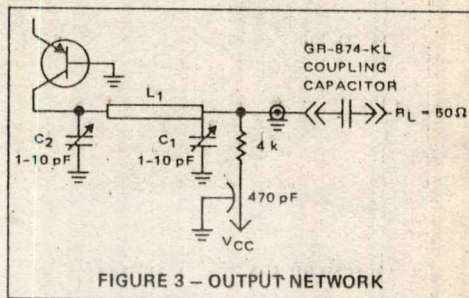 GR-874-KL
COUPLING
CAPACITOR
L1
RL = 50Ω
C2
1-10 pF
C1
1-10 pF
4 k
470 pF
VCC
FIGURE 3 – OUTPUT NETWORK